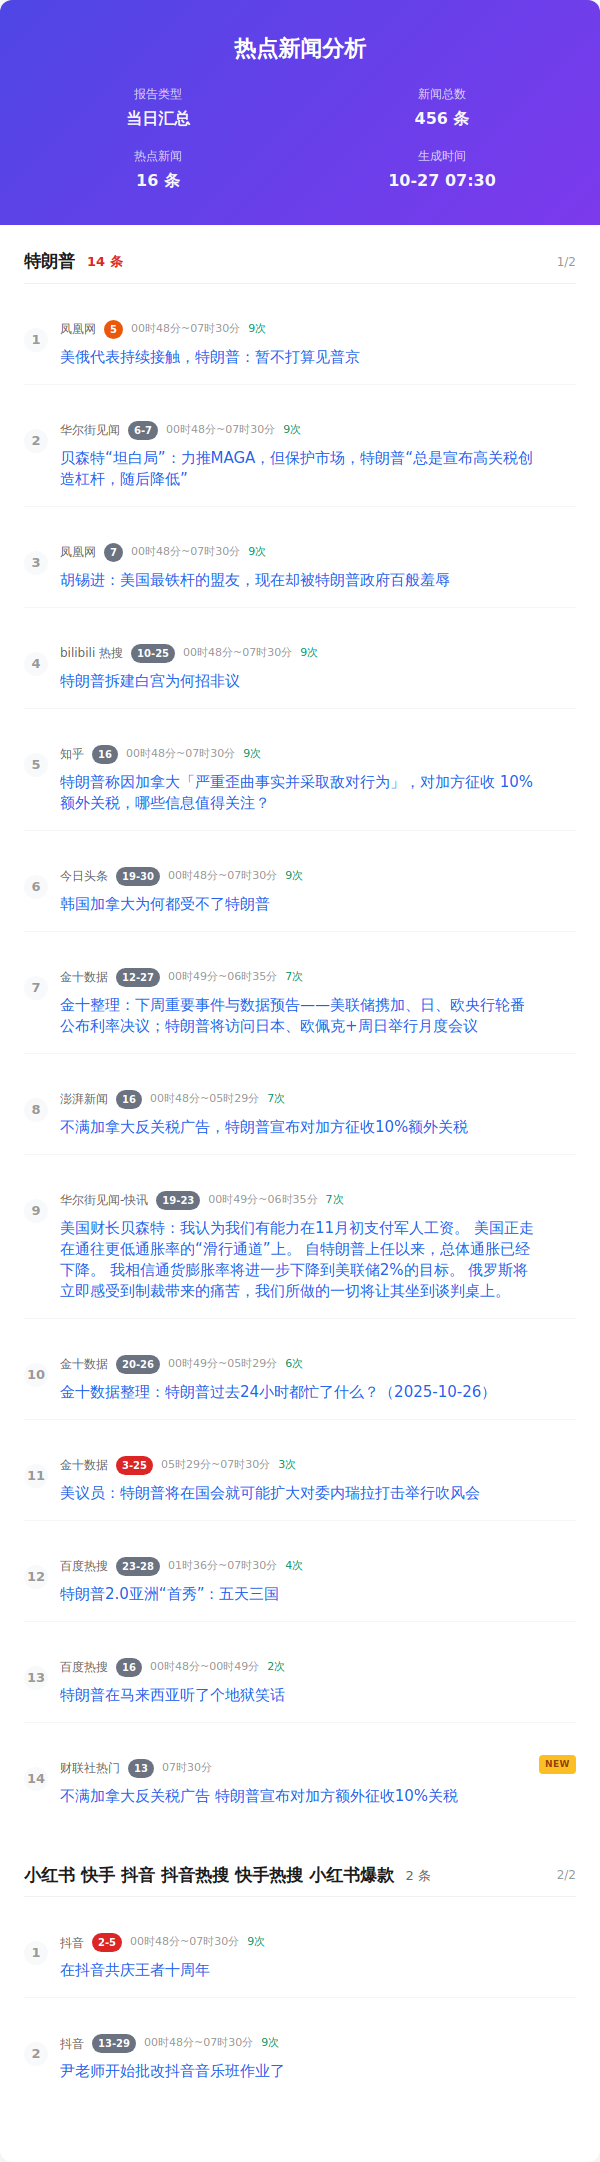 热点新闻分析
报告类型
当日汇总
新闻总数
456 条
热点新闻
16 条
生成时间
10-27 07:30
特朗普 14 条 1/2
1
凤凰网 5 00时48分~07时30分 9次
美俄代表持续接触，特朗普：暂不打算见普京
2
华尔街见闻 6-7 00时48分~07时30分 9次
贝森特“坦白局”：力推MAGA，但保护市场，特朗普“总是宣布高关税创
造杠杆，随后降低”
3
凤凰网 7 00时48分~07时30分 9次
胡锡进：美国最铁杆的盟友，现在却被特朗普政府百般羞辱
4
bilibili 热搜 10-25 00时48分~07时30分 9次
特朗普拆建白宫为何招非议
5
知乎 16 00时48分~07时30分 9次
特朗普称因加拿大「严重歪曲事实并采取敌对行为」，对加方征收 10%
额外关税，哪些信息值得关注？
6
今日头条 19-30 00时48分~07时30分 9次
韩国加拿大为何都受不了特朗普
7
金十数据 12-27 00时49分~06时35分 7次
金十整理：下周重要事件与数据预告——美联储携加、日、欧央行轮番
公布利率决议；特朗普将访问日本、欧佩克+周日举行月度会议
8
澎湃新闻 16 00时48分~05时29分 7次
不满加拿大反关税广告，特朗普宣布对加方征收10%额外关税
9
华尔街见闻-快讯 19-23 00时49分~06时35分 7次
美国财长贝森特：我认为我们有能力在11月初支付军人工资。 美国正走
在通往更低通胀率的“滑行通道”上。 自特朗普上任以来，总体通胀已经
下降。 我相信通货膨胀率将进一步下降到美联储2%的目标。 俄罗斯将
立即感受到制裁带来的痛苦，我们所做的一切将让其坐到谈判桌上。
10
金十数据 20-26 00时49分~05时29分 6次
金十数据整理：特朗普过去24小时都忙了什么？（2025-10-26）
11
金十数据 3-25 05时29分~07时30分 3次
美议员：特朗普将在国会就可能扩大对委内瑞拉打击举行吹风会
12
百度热搜 23-28 01时36分~07时30分 4次
特朗普2.0亚洲“首秀”：五天三国
13
百度热搜 16 00时48分~00时49分 2次
特朗普在马来西亚听了个地狱笑话
14
财联社热门 13 07时30分 NEW
不满加拿大反关税广告 特朗普宣布对加方额外征收10%关税
小红书 快手 抖音 抖音热搜 快手热搜 小红书爆款 2 条 2/2
1
抖音 2-5 00时48分~07时30分 9次
在抖音共庆王者十周年
2
抖音 13-29 00时48分~07时30分 9次
尹老师开始批改抖音音乐班作业了